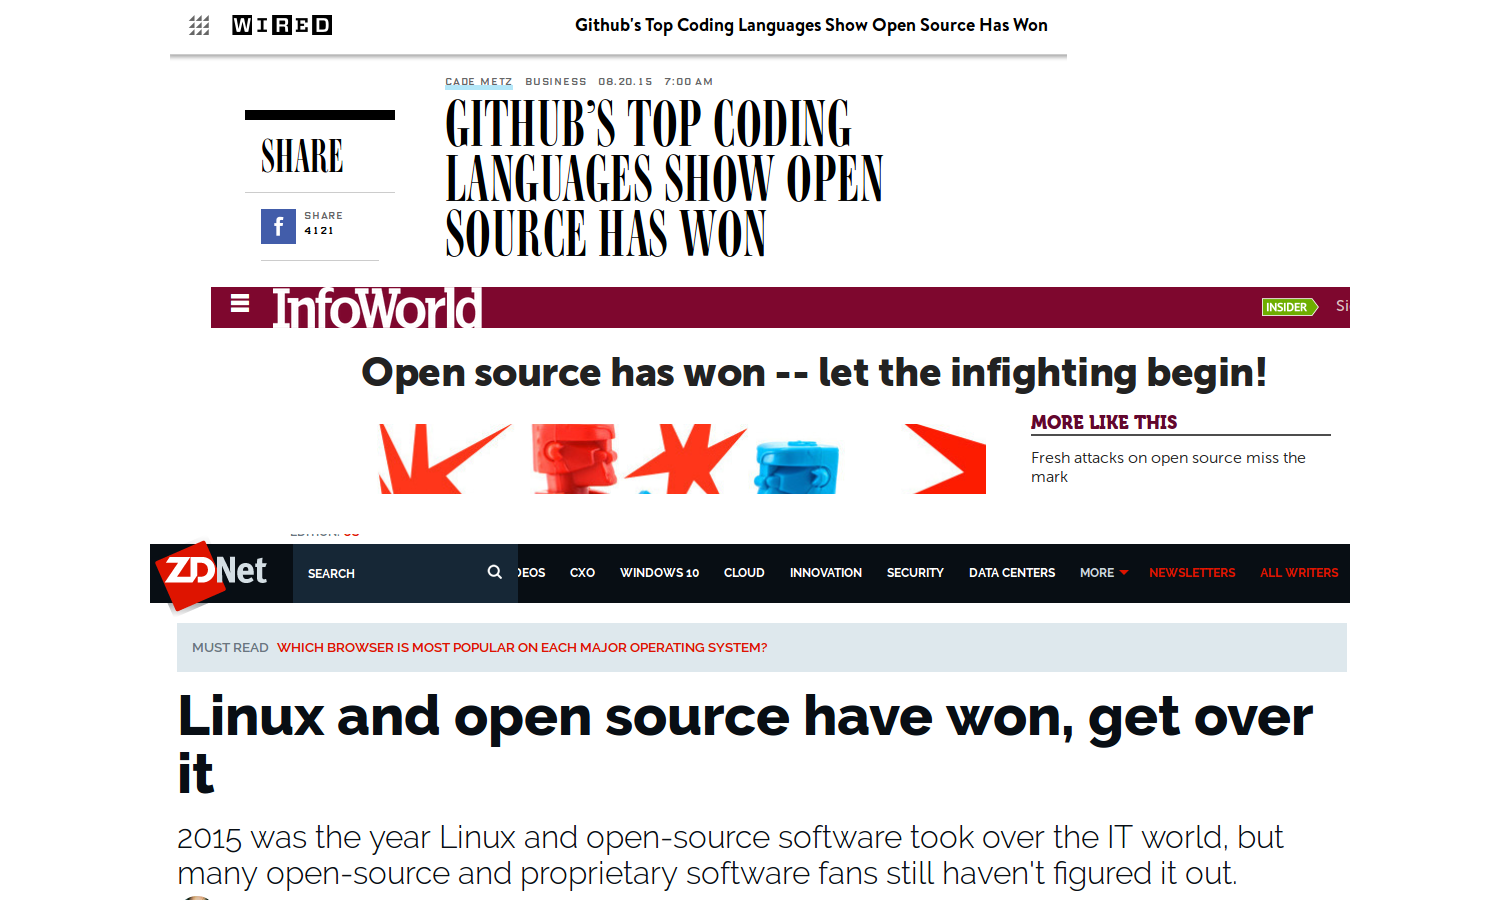 WIRED
Github's Top Coding Languages Show Open Source Has Won
CADE METZ BUSINESS 08.20.15 7:00 AM
GITHUB'S TOP CODING
LANGUAGES SHOW OPEN
SOURCE HAS WON
SHARE
f
SHARE
4121
InfoWorld
INSIDER
Open source has won -- let the infighting begin!
MORE LIKE THIS
Fresh attacks on open source miss the
mark
ZDNet
SEARCH
CXO WINDOWS 10 CLOUD INNOVATION SECURITY DATA CENTERS MORE NEWSLETTERS ALL WRITERS
MUST READ WHICH BROWSER IS MOST POPULAR ON EACH MAJOR OPERATING SYSTEM?
Linux and open source have won, get over
it
2015 was the year Linux and open-source software took over the IT world, but
many open-source and proprietary software fans still haven't figured it out.